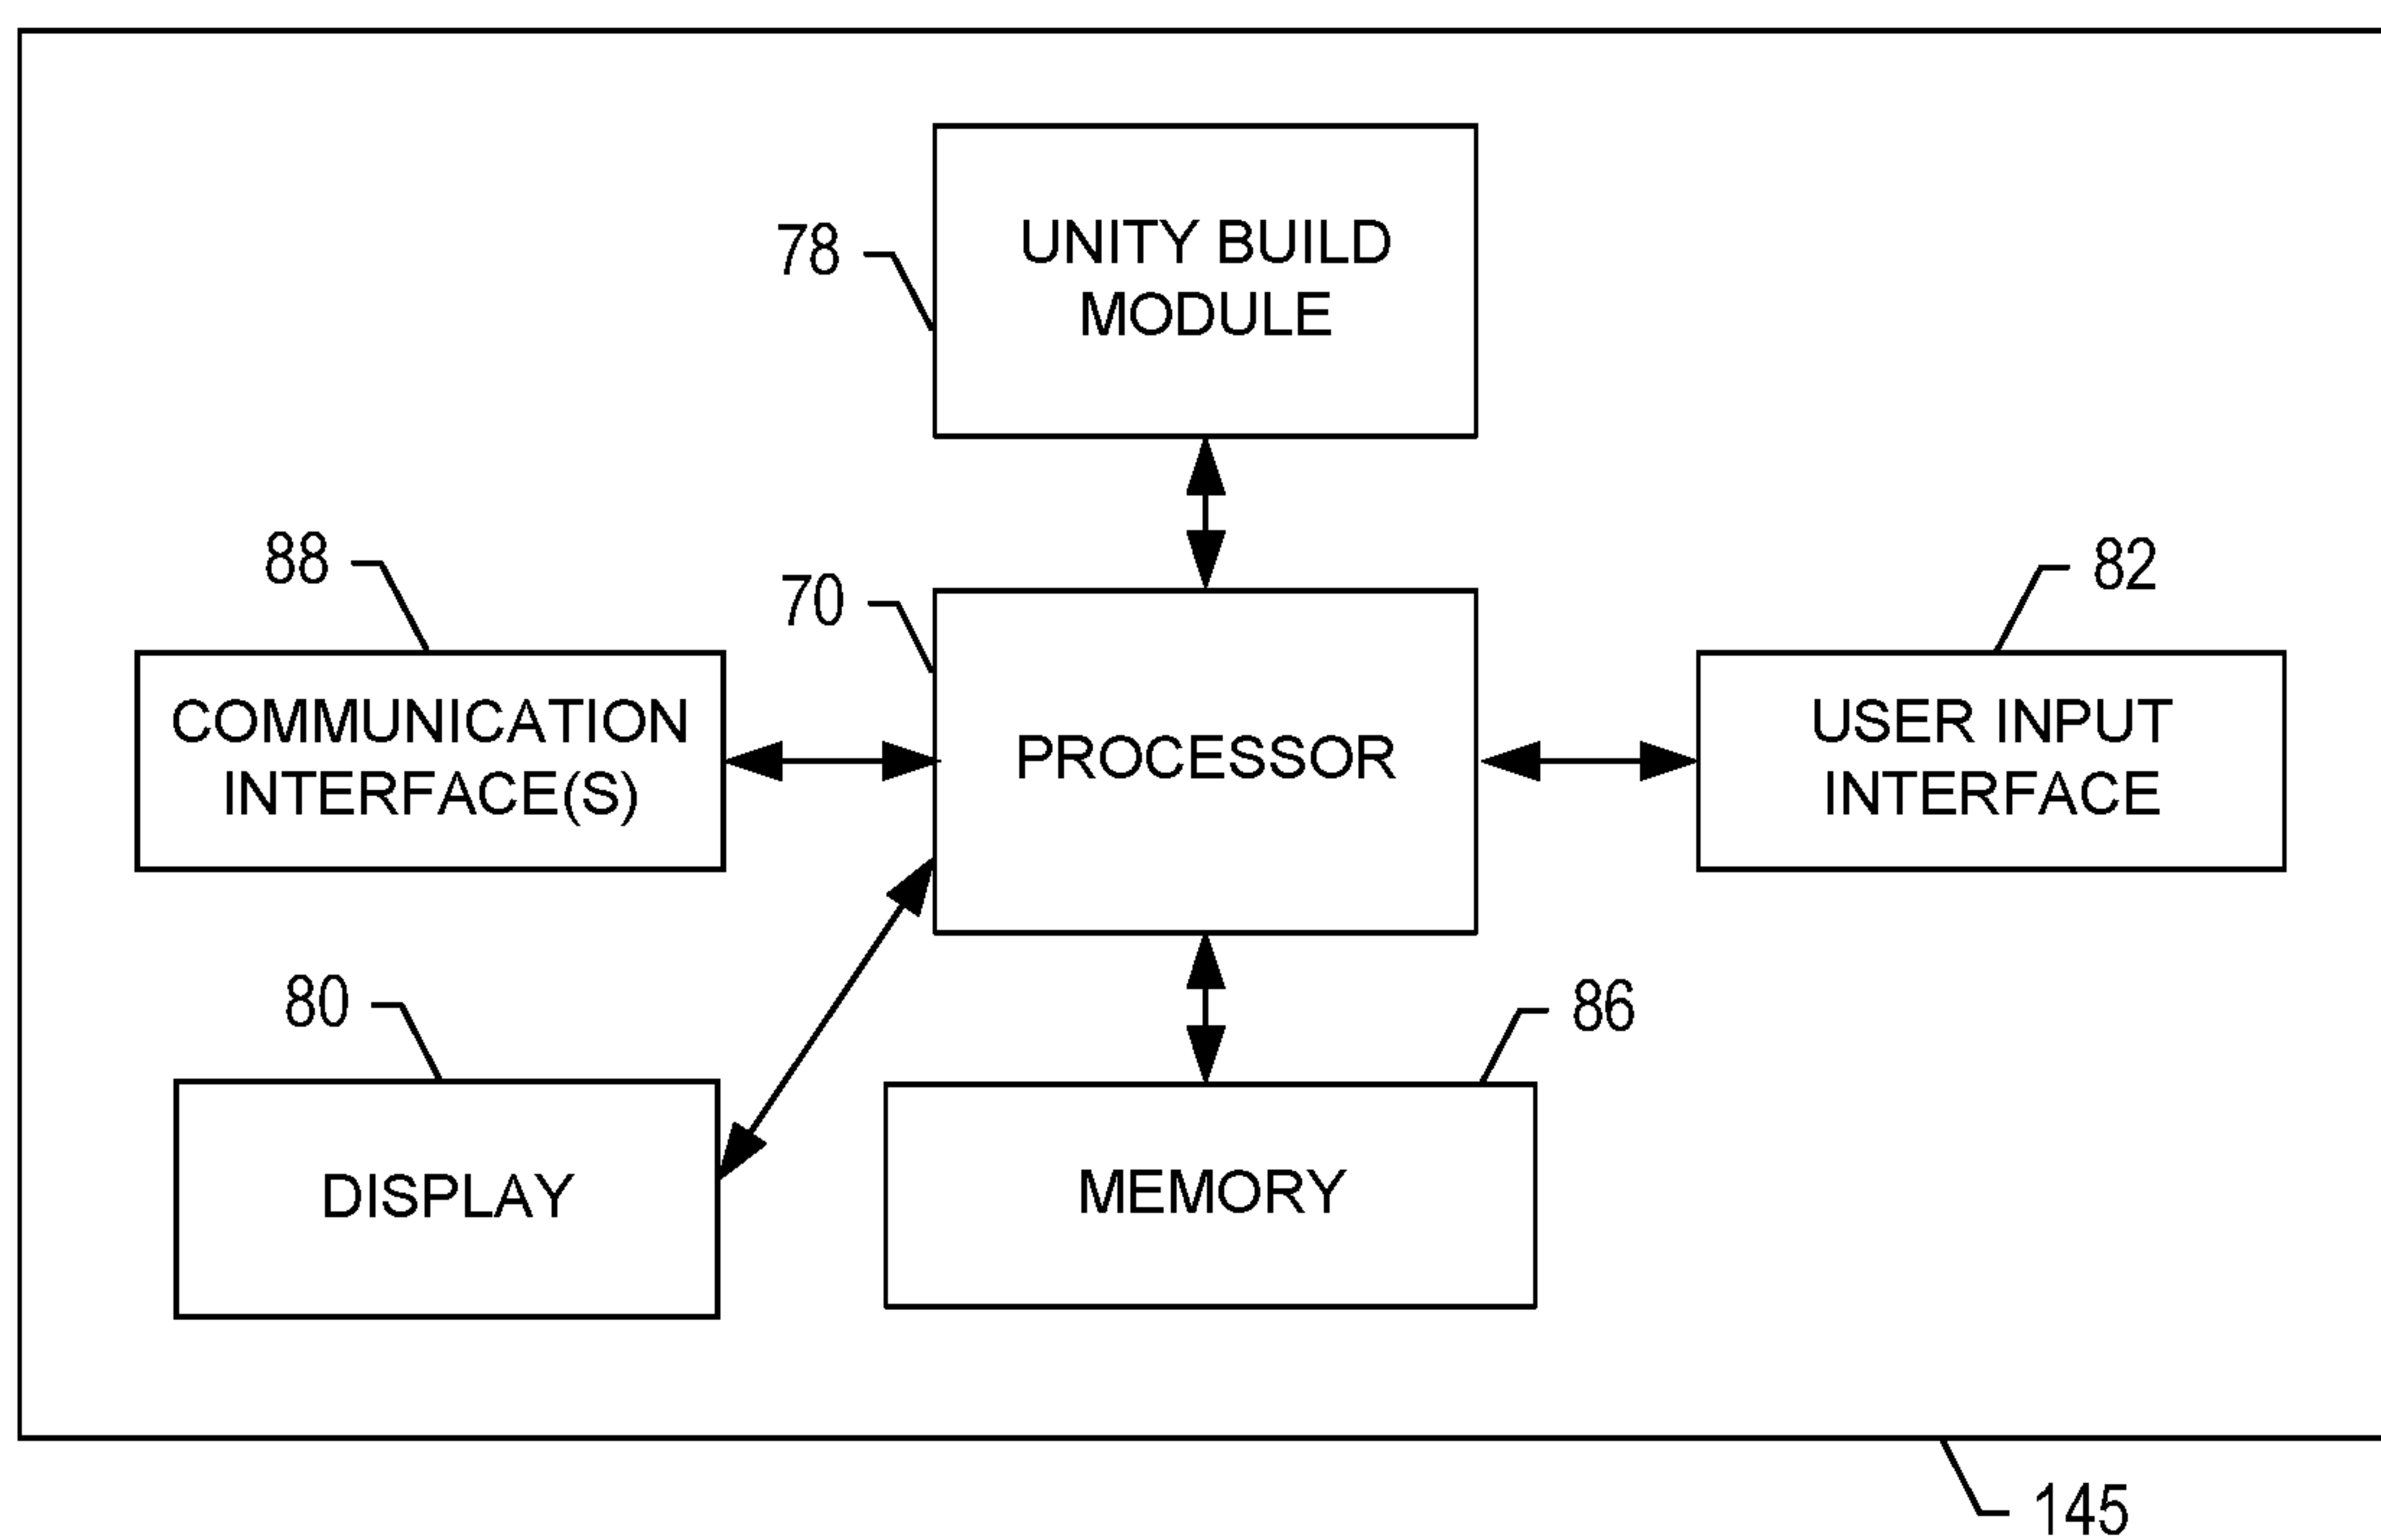 78
UNITY BUILD
MODULE
88
70
82
COMMUNICATION
INTERFACE(S)
PROCESSOR
USER INPUT
INTERFACE
80
86
DISPLAY
MEMORY
145